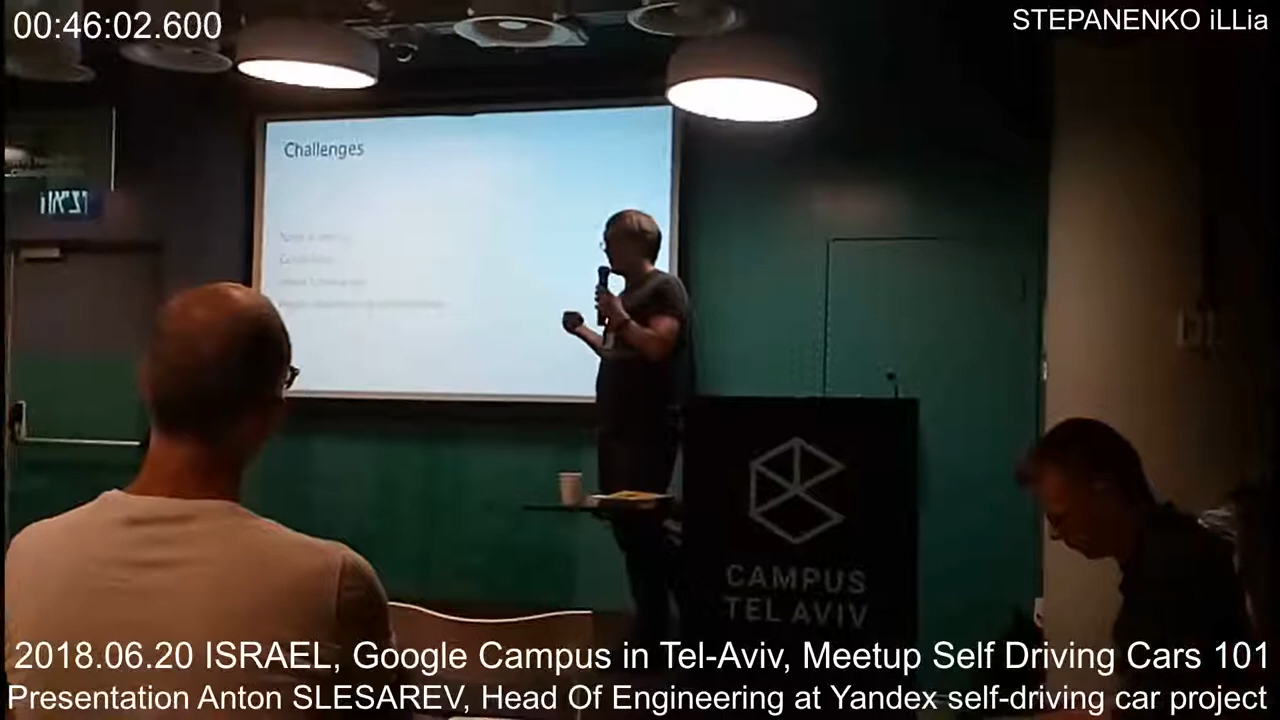 00:46:02.600
STEPANENKO iLLia
Challenges
יציאה
CAMPUS
TEL AVIV
2018.06.20 ISRAEL, Google Campus in Tel-Aviv, Meetup Self Driving Cars 101
Presentation Anton SLESAREV, Head Of Engineering at Yandex self-driving car project